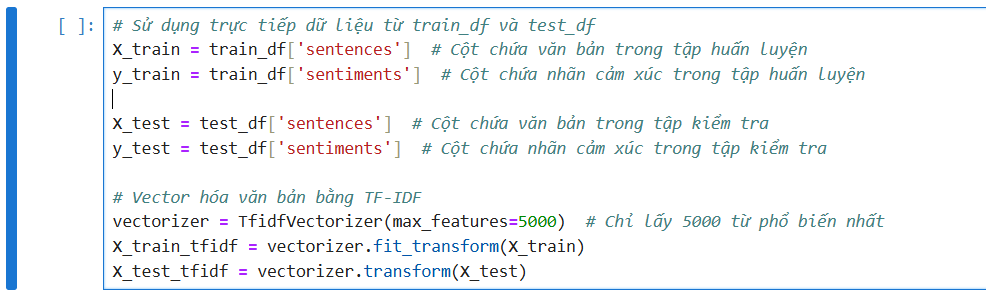 [ ]: # Sử dụng trực tiếp dữ liệu từ train_df và test_df
X_train = train_df['sentences']  # Cột chứa văn bản trong tập huấn luyện
y_train = train_df['sentiments']  # Cột chứa nhãn cảm xúc trong tập huấn luyện
X_test = test_df['sentences']  # Cột chứa văn bản trong tập kiểm tra
y_test = test_df['sentiments']  # Cột chứa nhãn cảm xúc trong tập kiểm tra
# Vector hóa văn bản bằng TF-IDF
vectorizer = TfidfVectorizer(max_features=5000)  # Chỉ lấy 5000 từ phổ biến nhất
X_train_tfidf = vectorizer.fit_transform(X_train)
X_test_tfidf = vectorizer.transform(X_test)